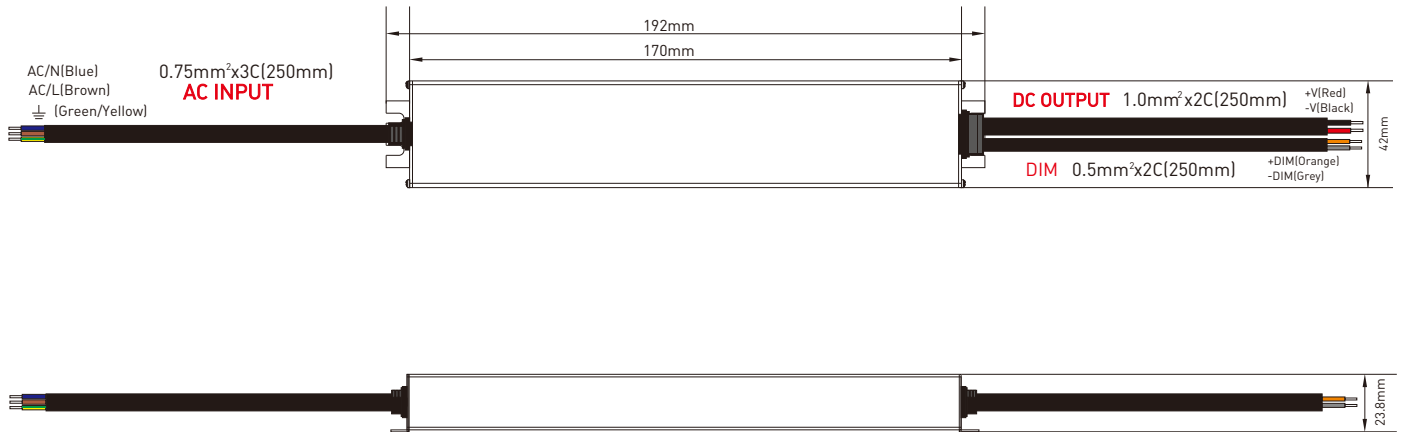 192mm
170mm
AC/N(Blue)
AC/L(Brown)
⏚ (Green/Yellow)
0.75mm²x3C(250mm)
AC INPUT
DC OUTPUT 1.0mm²x2C(250mm)
+V(Red)
-V(Black)
DIM 0.5mm²x2C(250mm)
+DIM(Orange)
-DIM(Grey)
42mm
23.8mm